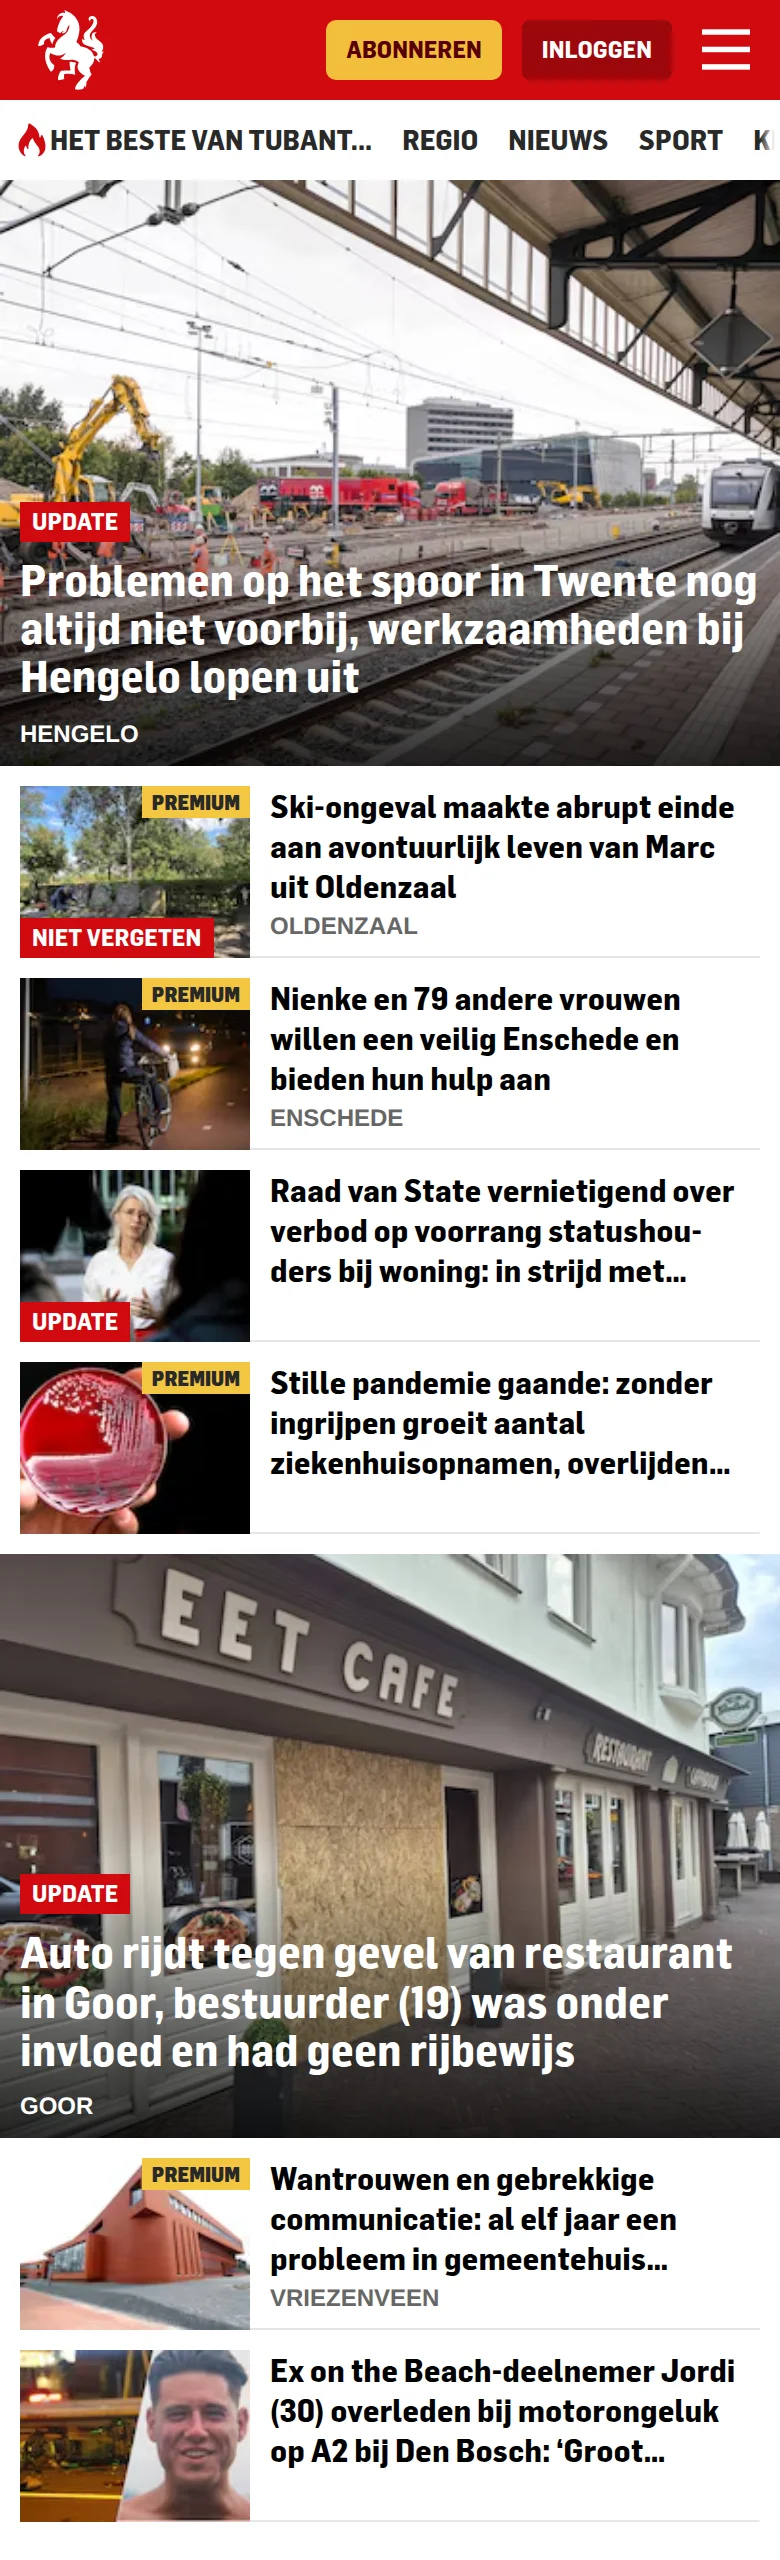 ABONNEREN
INLOGGEN
HET BESTE VAN TUBANT...
REGIO
NIEUWS
SPORT
UPDATE
Problemen op het spoor in Twente nog
altijd niet voorbij, werkzaamheden bij
Hengelo lopen uit
HENGELO
PREMIUM
NIET VERGETEN
Ski-ongeval maakte abrupt einde
aan avontuurlijk leven van Marc
uit Oldenzaal
OLDENZAAL
PREMIUM
Nienke en 79 andere vrouwen
willen een veilig Enschede en
bieden hun hulp aan
ENSCHEDE
UPDATE
Raad van State vernietigend over
verbod op voorrang statushou-
ders bij woning: in strijd met...
PREMIUM
Stille pandemie gaande: zonder
ingrijpen groeit aantal
ziekenhuisopnamen, overlijden...
EET CAFE
RESTAURANT
UPDATE
Auto rijdt tegen gevel van restaurant
in Goor, bestuurder (19) was onder
invloed en had geen rijbewijs
GOOR
PREMIUM
Wantrouwen en gebrekkige
communicatie: al elf jaar een
probleem in gemeentehuis...
VRIEZENVEEN
Ex on the Beach-deelnemer Jordi
(30) overleden bij motorongeluk
op A2 bij Den Bosch: ‘Groot...